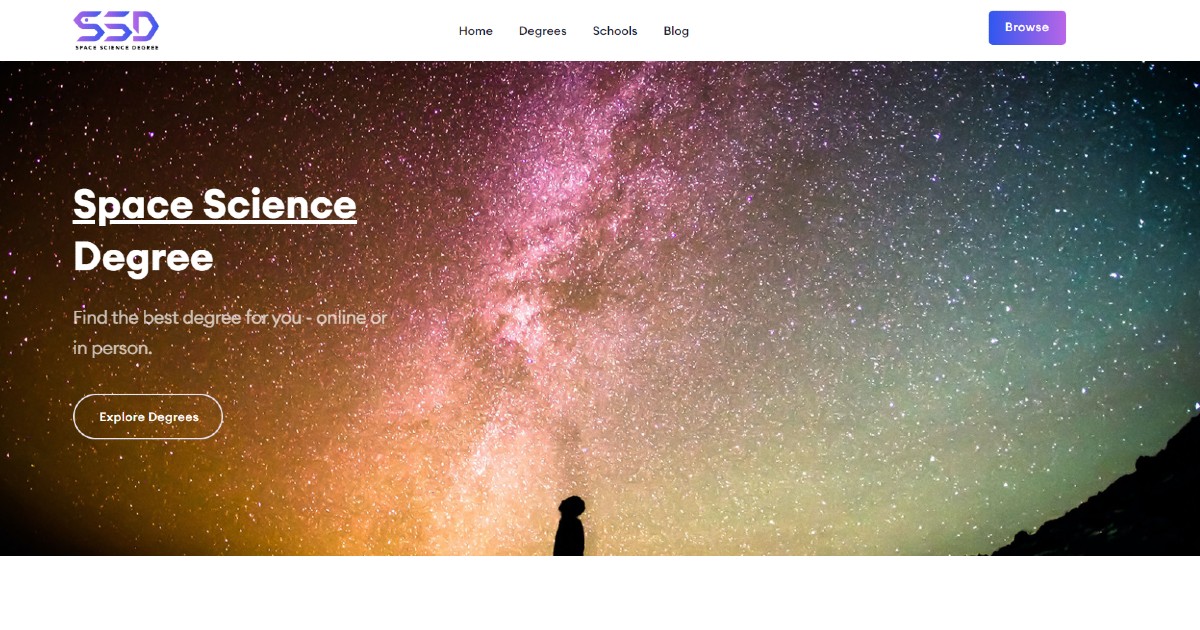 SSD
SPACE SCIENCE DEGREE
Home
Degrees
Schools
Blog
Browse
Space Science
Degree
Find the best degree for you - online or
in person.
Explore Degrees